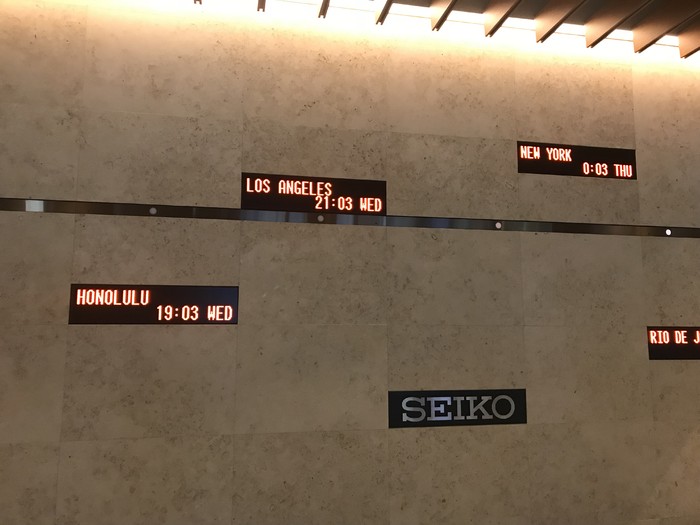 NEW YORK
0:03 THU
LOS ANGELES
21:03 WED
HONOLULU
19:03 WED
RIO DE J
SEIKO